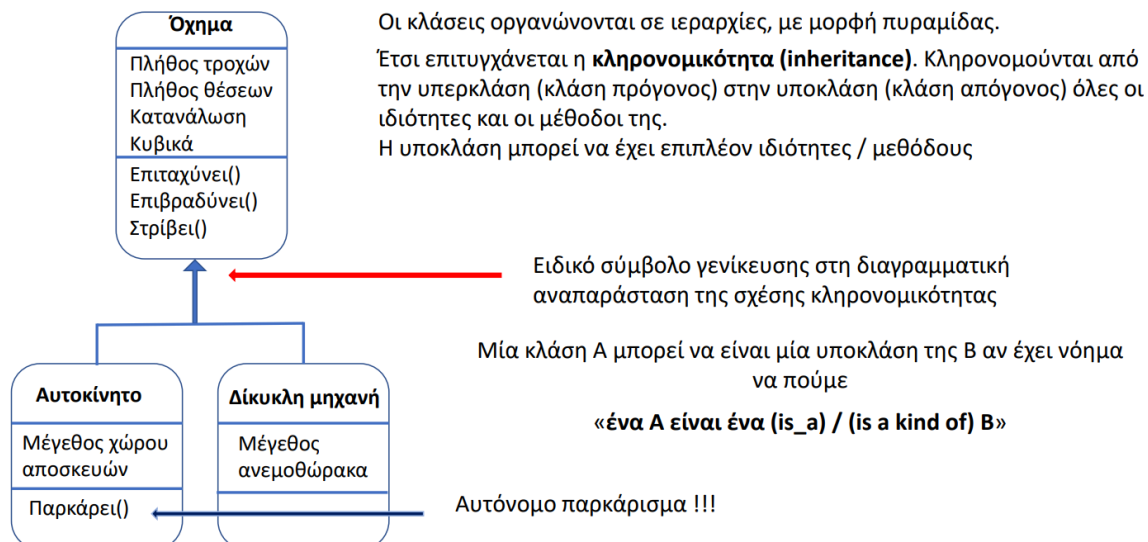 Όχημα
Πλήθος τροχών
Πλήθος θέσεων
Κατανάλωση
Κυβικά
Επιταχύνει()
Επιβραδύνει()
Στρίβει()
Οι κλάσεις οργανώνονται σε ιεραρχίες, με μορφή πυραμίδας.
Έτσι επιτυγχάνεται η κληρονομικότητα (inheritance). Κληρονομούνται από
την υπερκλάση (κλάση πρόγονος) στην υποκλάση (κλάση απόγονος) όλες οι
ιδιότητες και οι μέθοδοι της.
Η υποκλάση μπορεί να έχει επιπλέον ιδιότητες / μεθόδους
Ειδικό σύμβολο γενίκευσης στη διαγραμματική
αναπαράσταση της σχέσης κληρονομικότητας
Μία κλάση Α μπορεί να είναι μία υποκλάση της Β αν έχει νόημα
να πούμε
«ένα Α είναι ένα (is_a) / (is a kind of) Β»
Αυτοκίνητο
Μέγεθος χώρου
αποσκευών
Παρκάρει()
Δίκυκλη μηχανή
Μέγεθος
ανεμοθώρακα
Αυτόνομο παρκάρισμα !!!